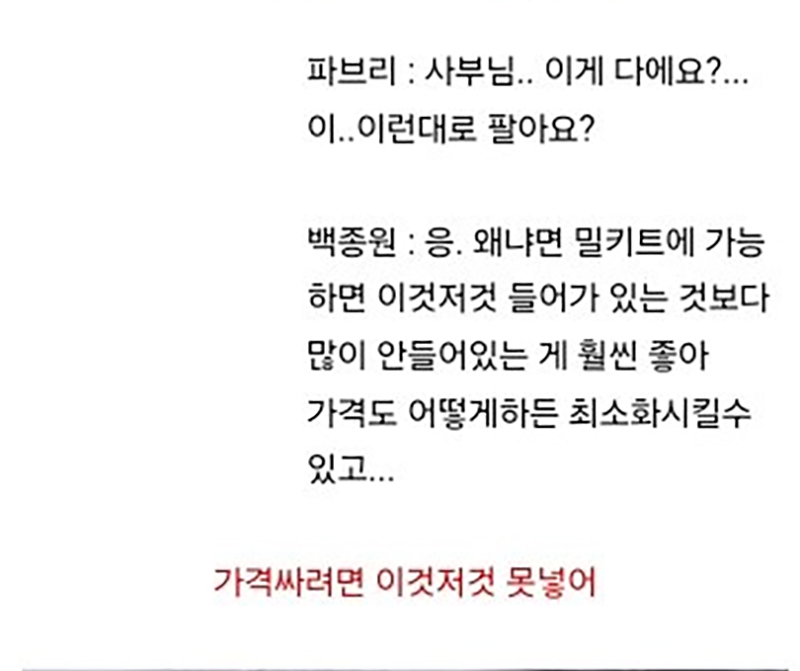 파브리 : 사부님.. 이게 다에요?...
이..이런대로 팔아요?
백종원 : 응. 왜냐면 밀키트에 가능
하면 이것저것 들어가 있는 것보다
많이 안들어있는 게 훨씬 좋아
가격도 어떻게하든 최소화시킬수
있고...
가격싸려면 이것저것 못넣어